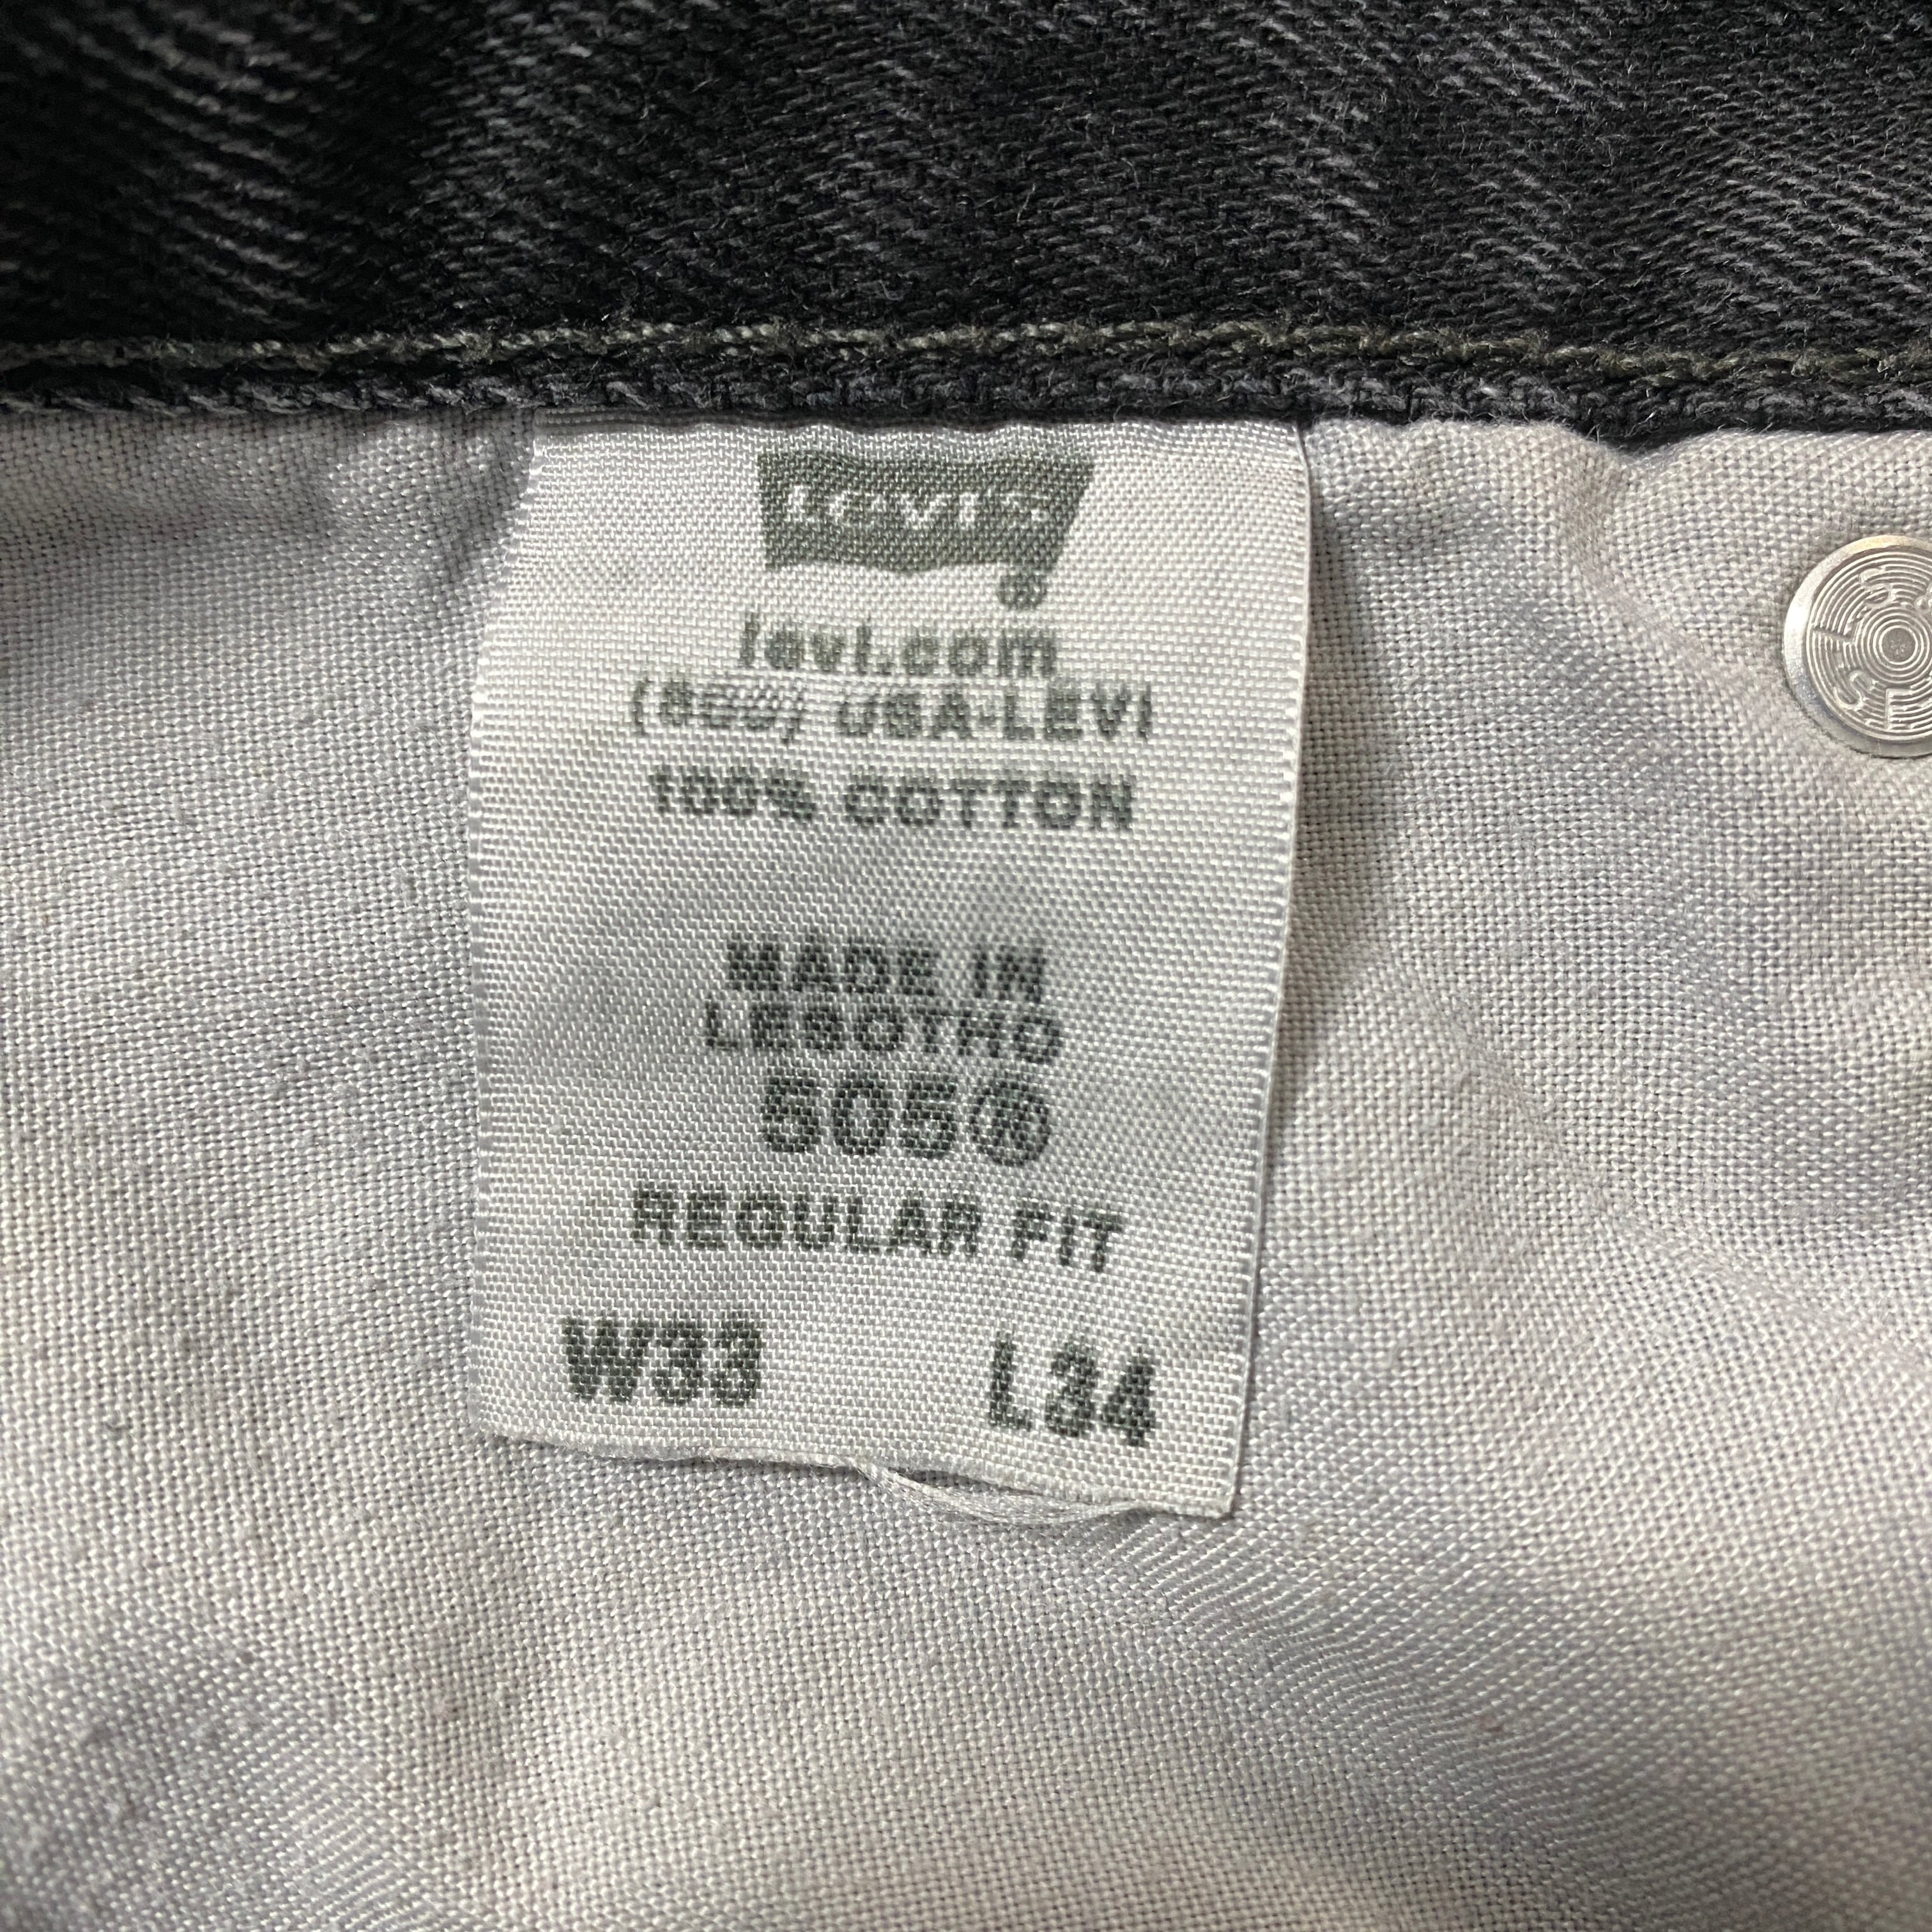 Levi's
®
levi.com
(800) USA-LEVI
100% COTTON
MADE IN
LESOTHO
505®
REGULAR FIT
W33 L34